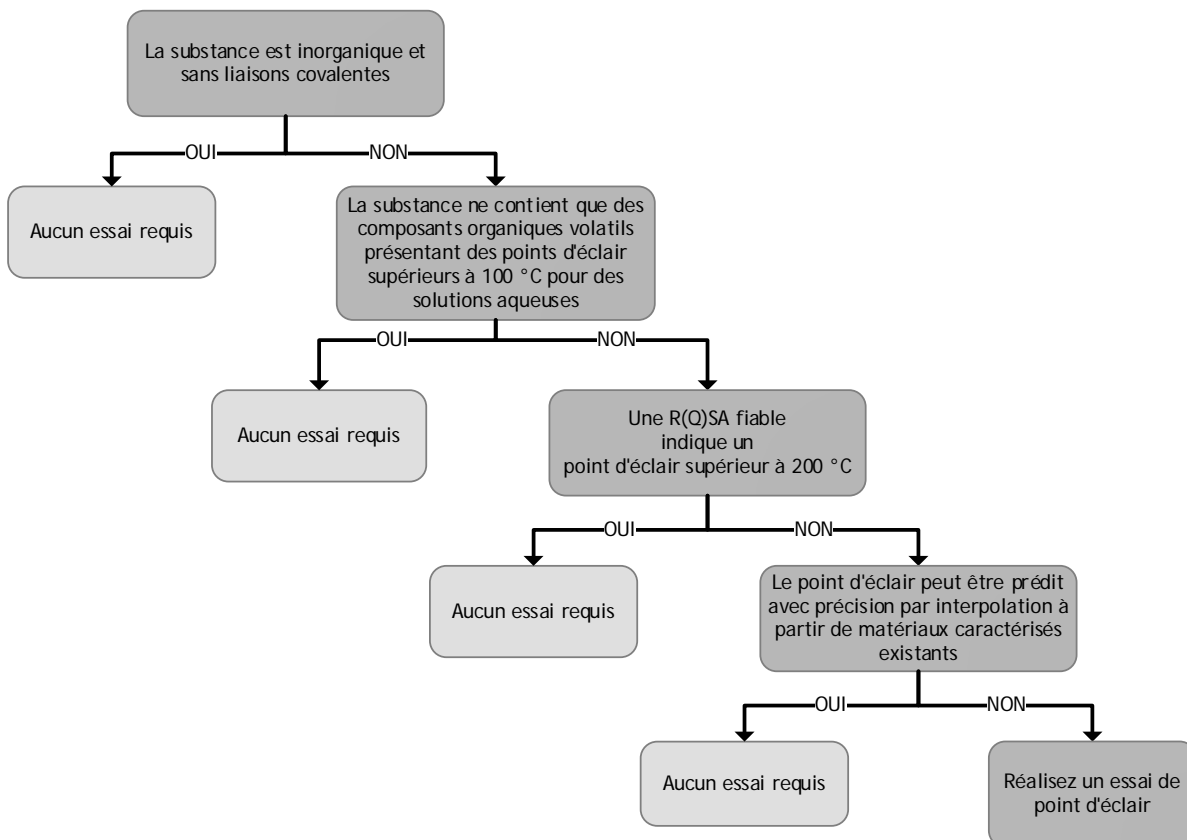 La substance est inorganique et
sans liaisons covalentes
OUI
NON
Aucun essai requis
La substance ne contient que des
composants organiques volatils
présentant des points d'éclair
supérieurs à 100 °C pour des
solutions aqueuses
OUI
NON
Aucun essai requis
Une R(Q)SA fiable
indique un
point d'éclair supérieur à 200 °C
OUI
NON
Aucun essai requis
Le point d'éclair peut être prédit
avec précision par interpolation à
partir de matériaux caractérisés
existants
OUI
NON
Aucun essai requis
Réalisez un essai de
point d'éclair